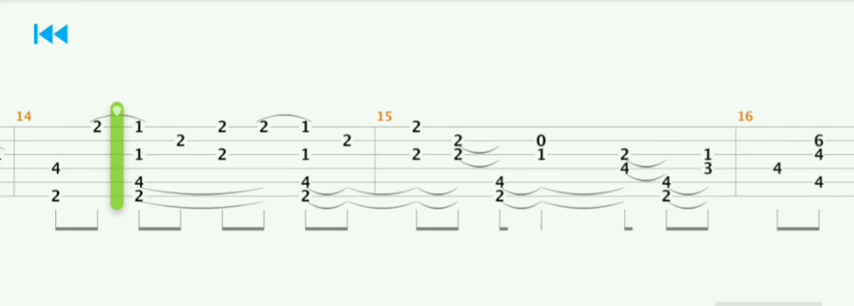 14 15 16
2 1 2 2 1 2
2 2 2 0 6
1 2 1 2 2 1 2 1 4
4 4 3 4
4 4 4 4 4
2 2 2 2 2